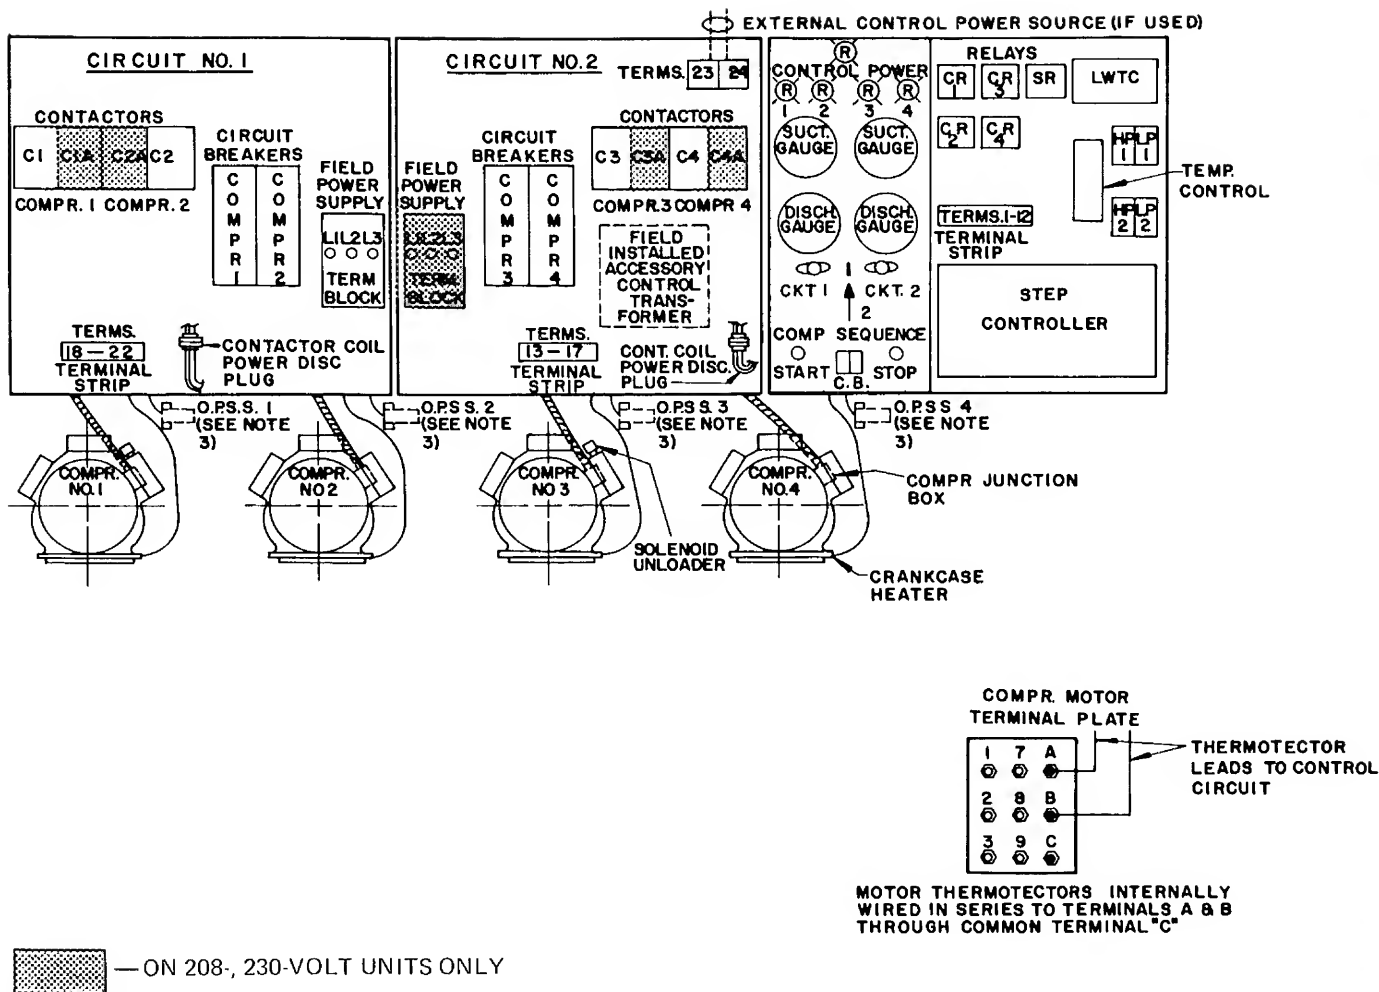 EXTERNAL CONTROL POWER SOURCE (IF USED)
CIRCUIT NO. 1
CONTACTORS
C1 C1A C2A C2
COMPR. 1 COMPR. 2
CIRCUIT
BREAKERS
COMPR 1
COMPR 2
FIELD
POWER
SUPPLY
L1 L2 L3
TERM
BLOCK
TERMS.
18 – 22
TERMINAL
STRIP
CONTACTOR COIL
POWER DISC
PLUG
CIRCUIT NO. 2
TERMS. 23 24
FIELD
POWER
SUPPLY
L1 L2 L3
TERM
BLOCK
CIRCUIT
BREAKERS
COMPR 3
COMPR 4
CONTACTORS
C3 C3A C4 C4A
COMPR.3 COMPR 4
FIELD
INSTALLED
ACCESSORY
CONTROL
TRANS-
FORMER
TERMS.
13 – 17
TERMINAL
STRIP
CONT. COIL
POWER DISC.
PLUG
R
CONTROL POWER
R R R R
1 2 3 4
SUCT. GAUGE
SUCT. GAUGE
DISCH. GAUGE
DISCH. GAUGE
CKT 1
1
CKT. 2
2
COMP SEQUENCE
START
C.B.
STOP
RELAYS
CR 1
CR 3
SR
LWTC
CR 2
CR 4
HP 1
LP 1
HP 2
LP 2
TEMP.
CONTROL
TERMS. 1-12
TERMINAL
STRIP
STEP
CONTROLLER
O.P.S.S. 1
(SEE NOTE
3)
O.P.S S. 2
(SEE NOTE
3)
O.P.S S. 3
(SEE NOTE
3)
O.P.S S 4
(SEE NOTE
3)
COMPR.
NO.1
COMPR.
NO 2
COMPR.
NO 3
COMPR.
NO.4
COMPR JUNCTION
BOX
SOLENOID
UNLOADER
CRANKCASE
HEATER
COMPR. MOTOR
TERMINAL PLATE
1 7 A
2 8 B
3 9 C
THERMOTECTOR
LEADS TO CONTROL
CIRCUIT
MOTOR THERMOTECTORS INTERNALLY
WIRED IN SERIES TO TERMINALS A & B
THROUGH COMMON TERMINAL "C"
— ON 208-, 230-VOLT UNITS ONLY